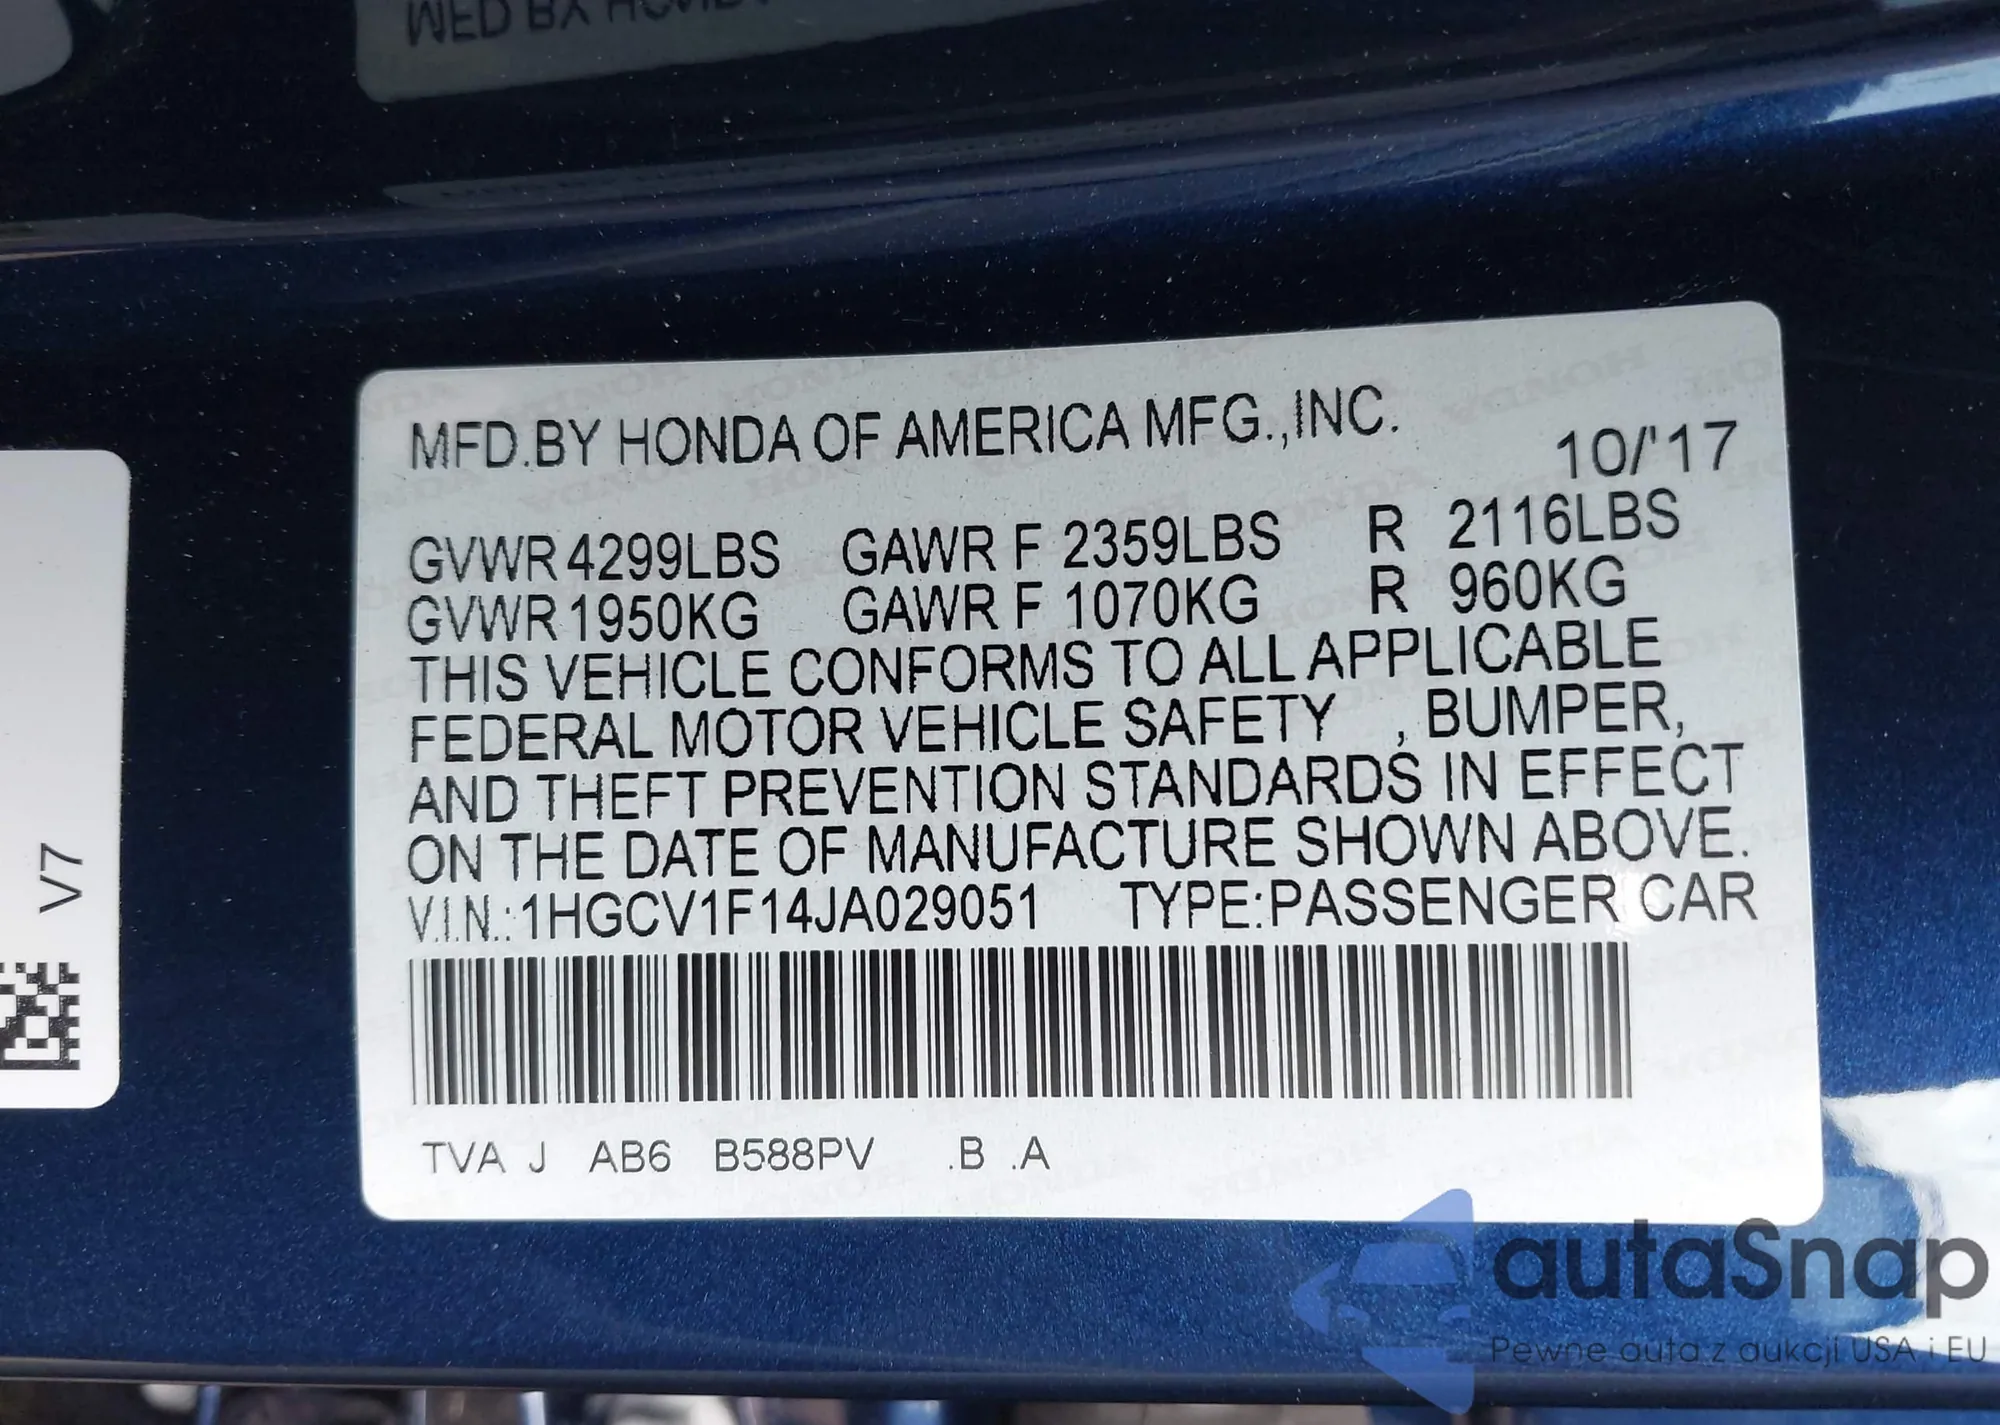 MFD.BY HONDA OF AMERICA MFG.,INC.
10/'17
GVWR 4299LBS GAWR F 2359LBS R 2116LBS
GVWR 1950KG GAWR F 1070KG R 960KG
THIS VEHICLE CONFORMS TO ALL APPLICABLE
FEDERAL MOTOR VEHICLE SAFETY , BUMPER,
AND THEFT PREVENTION STANDARDS IN EFFECT
ON THE DATE OF MANUFACTURE SHOWN ABOVE.
V.I.N.:1HGCV1F14JA029051 TYPE:PASSENGER CAR
TVA J AB6 B588PV .B .A
V7
autaSnap
Pewne auta z aukcji USA i EU